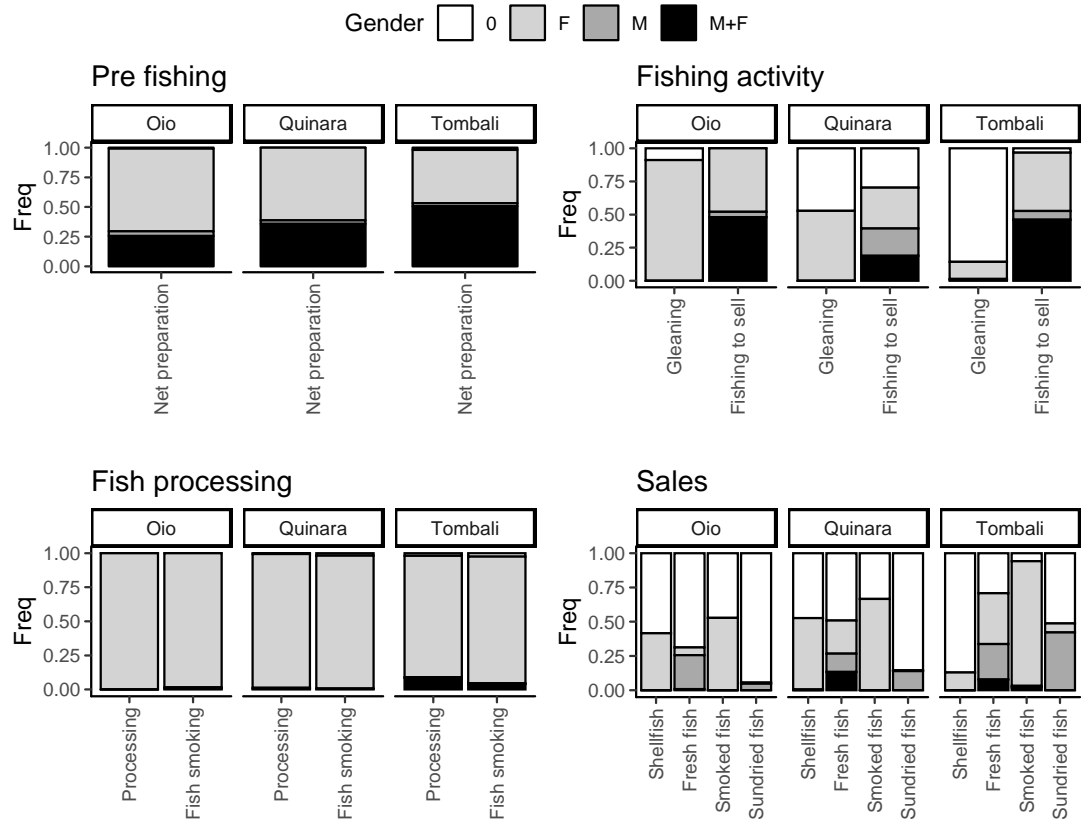 Gender 0 F M M+F
Pre fishing
Oio Quinara Tombali
1.00
0.75
0.50
0.25
0.00
Freq
Net preparation
Net preparation
Net preparation
Fishing activity
Oio Quinara Tombali
1.00
0.75
0.50
0.25
0.00
Freq
Gleaning
Fishing to sell
Gleaning
Fishing to sell
Gleaning
Fishing to sell
Fish processing
Oio Quinara Tombali
1.00
0.75
0.50
0.25
0.00
Freq
Processing
Fish smoking
Processing
Fish smoking
Processing
Fish smoking
Sales
Oio Quinara Tombali
1.00
0.75
0.50
0.25
0.00
Freq
Shellfish
Fresh fish
Smoked fish
Sundried fish
Shellfish
Fresh fish
Smoked fish
Sundried fish
Shellfish
Fresh fish
Smoked fish
Sundried fish